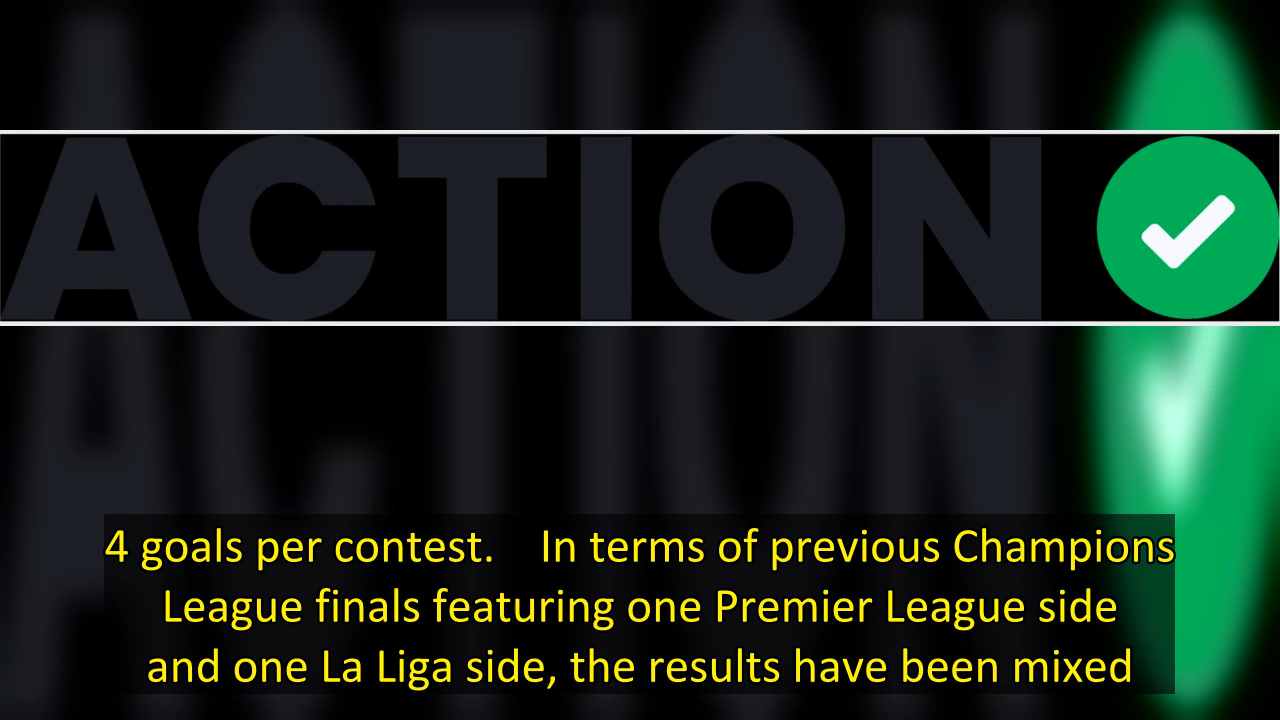 ACTION
4 goals per contest. In terms of previous Champions
League finals featuring one Premier League side
and one La Liga side, the results have been mixed